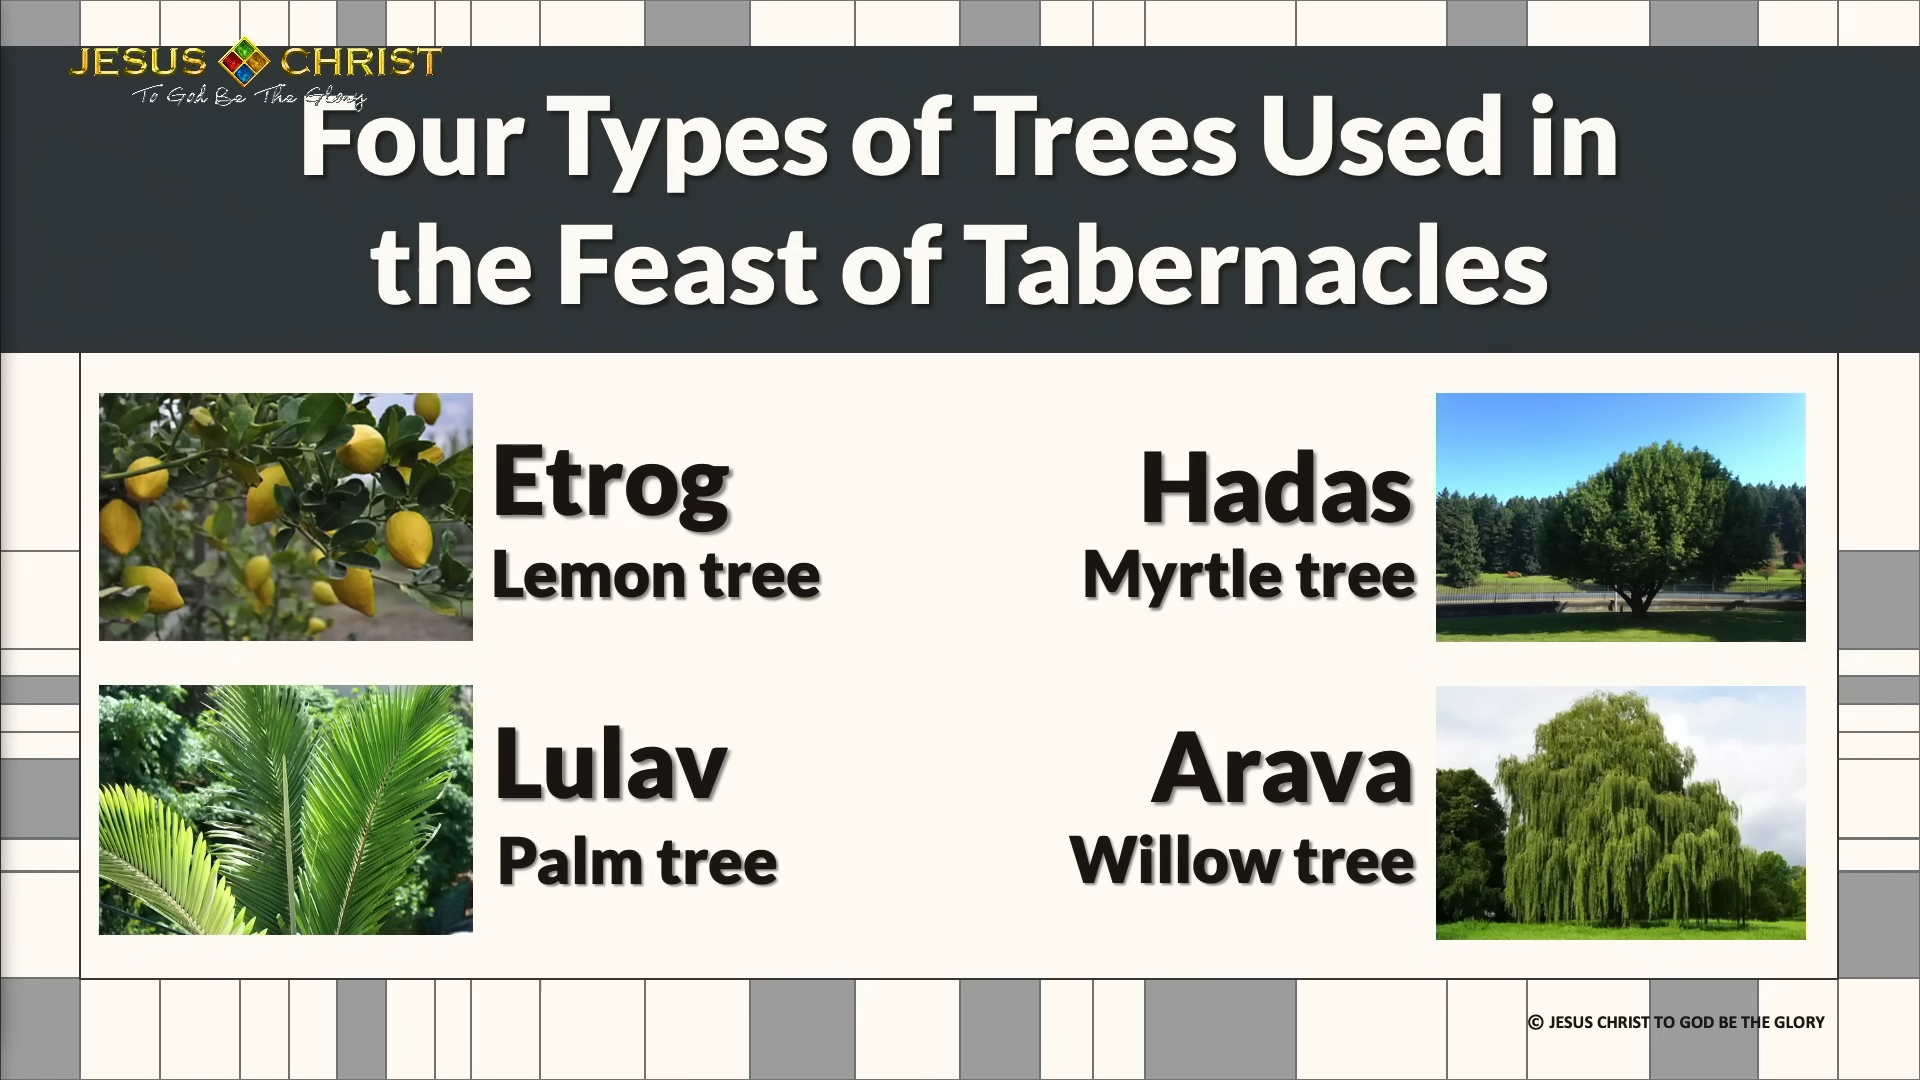 JESUS CHRIST
To God Be The Glory
Four Types of Trees Used in
the Feast of Tabernacles
Etrog
Lemon tree
Hadas
Myrtle tree
Lulav
Palm tree
Arava
Willow tree
© JESUS CHRIST TO GOD BE THE GLORY